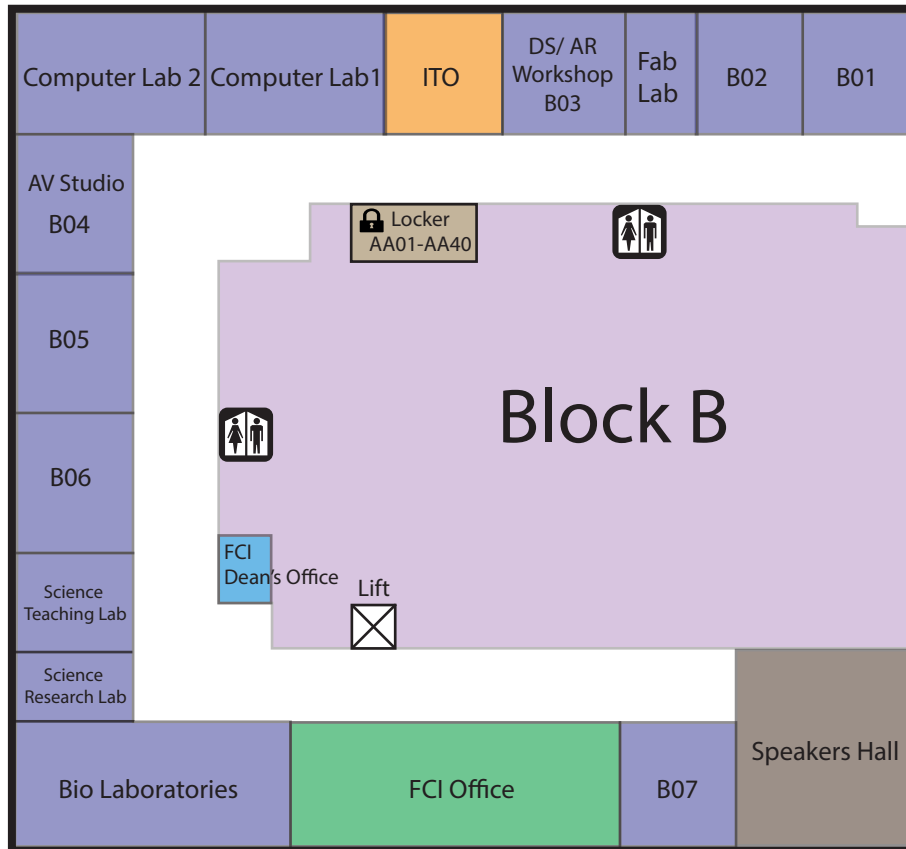 Computer Lab 2
Computer Lab1
ITO
DS/ AR
Workshop
B03
Fab
Lab
B02
B01
AV Studio
B04
Locker
AA01-AA40
B05
Block B
B06
FCI
Dean's Office
Lift
Science
Teaching Lab
Science
Research Lab
Speakers Hall
Bio Laboratories
FCI Office
B07